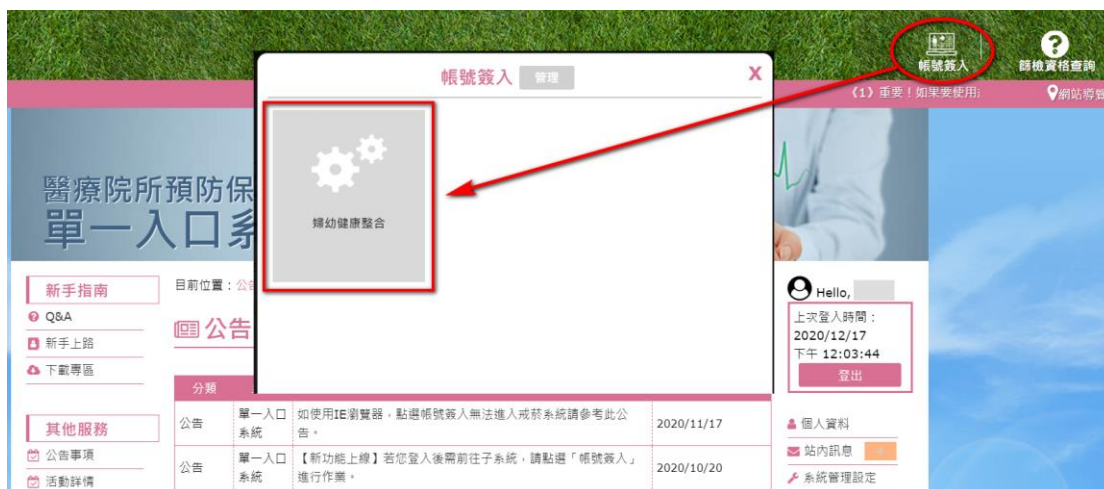 帳號簽入
篩檢資格查詢
帳號簽入 管理 X
《1》重要！如果要使用
網站導覽
醫療院所預防保
單一入口系
婦幼健康整合
新手指南
Q&A
新手上路
下載專區
其他服務
公告事項
活動詳情
目前位置：公告
公告
分類
公告 單一入口系統 如使用IE瀏覽器，點選帳號簽入無法進入戒菸系統請參考此公告。 2020/11/17
公告 單一入口系統 【新功能上線】若您登入後需前往子系統，請點選「帳號簽入」進行作業。 2020/10/20
Hello,
上次登入時間：
2020/12/17
下午 12:03:44
登出
個人資料
站內訊息
系統管理設定